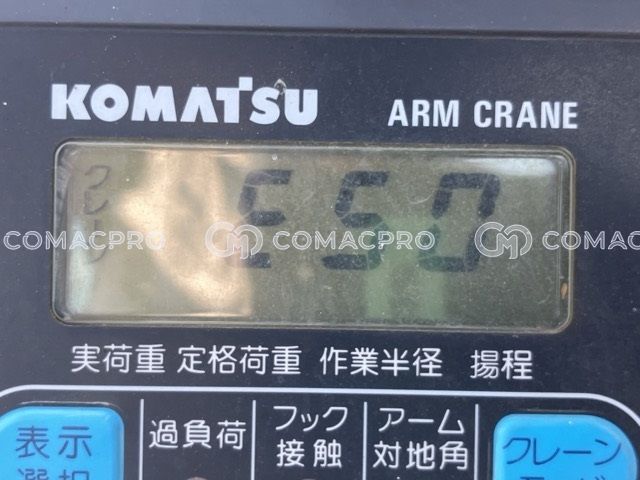 KOMATSU ARM CRANE
E50
COMACPRO COMACPRO COMACPRO
実荷重 定格荷重 作業半径 揚程
表示
過負荷
フック
接触
アーム
対地角
クレーン